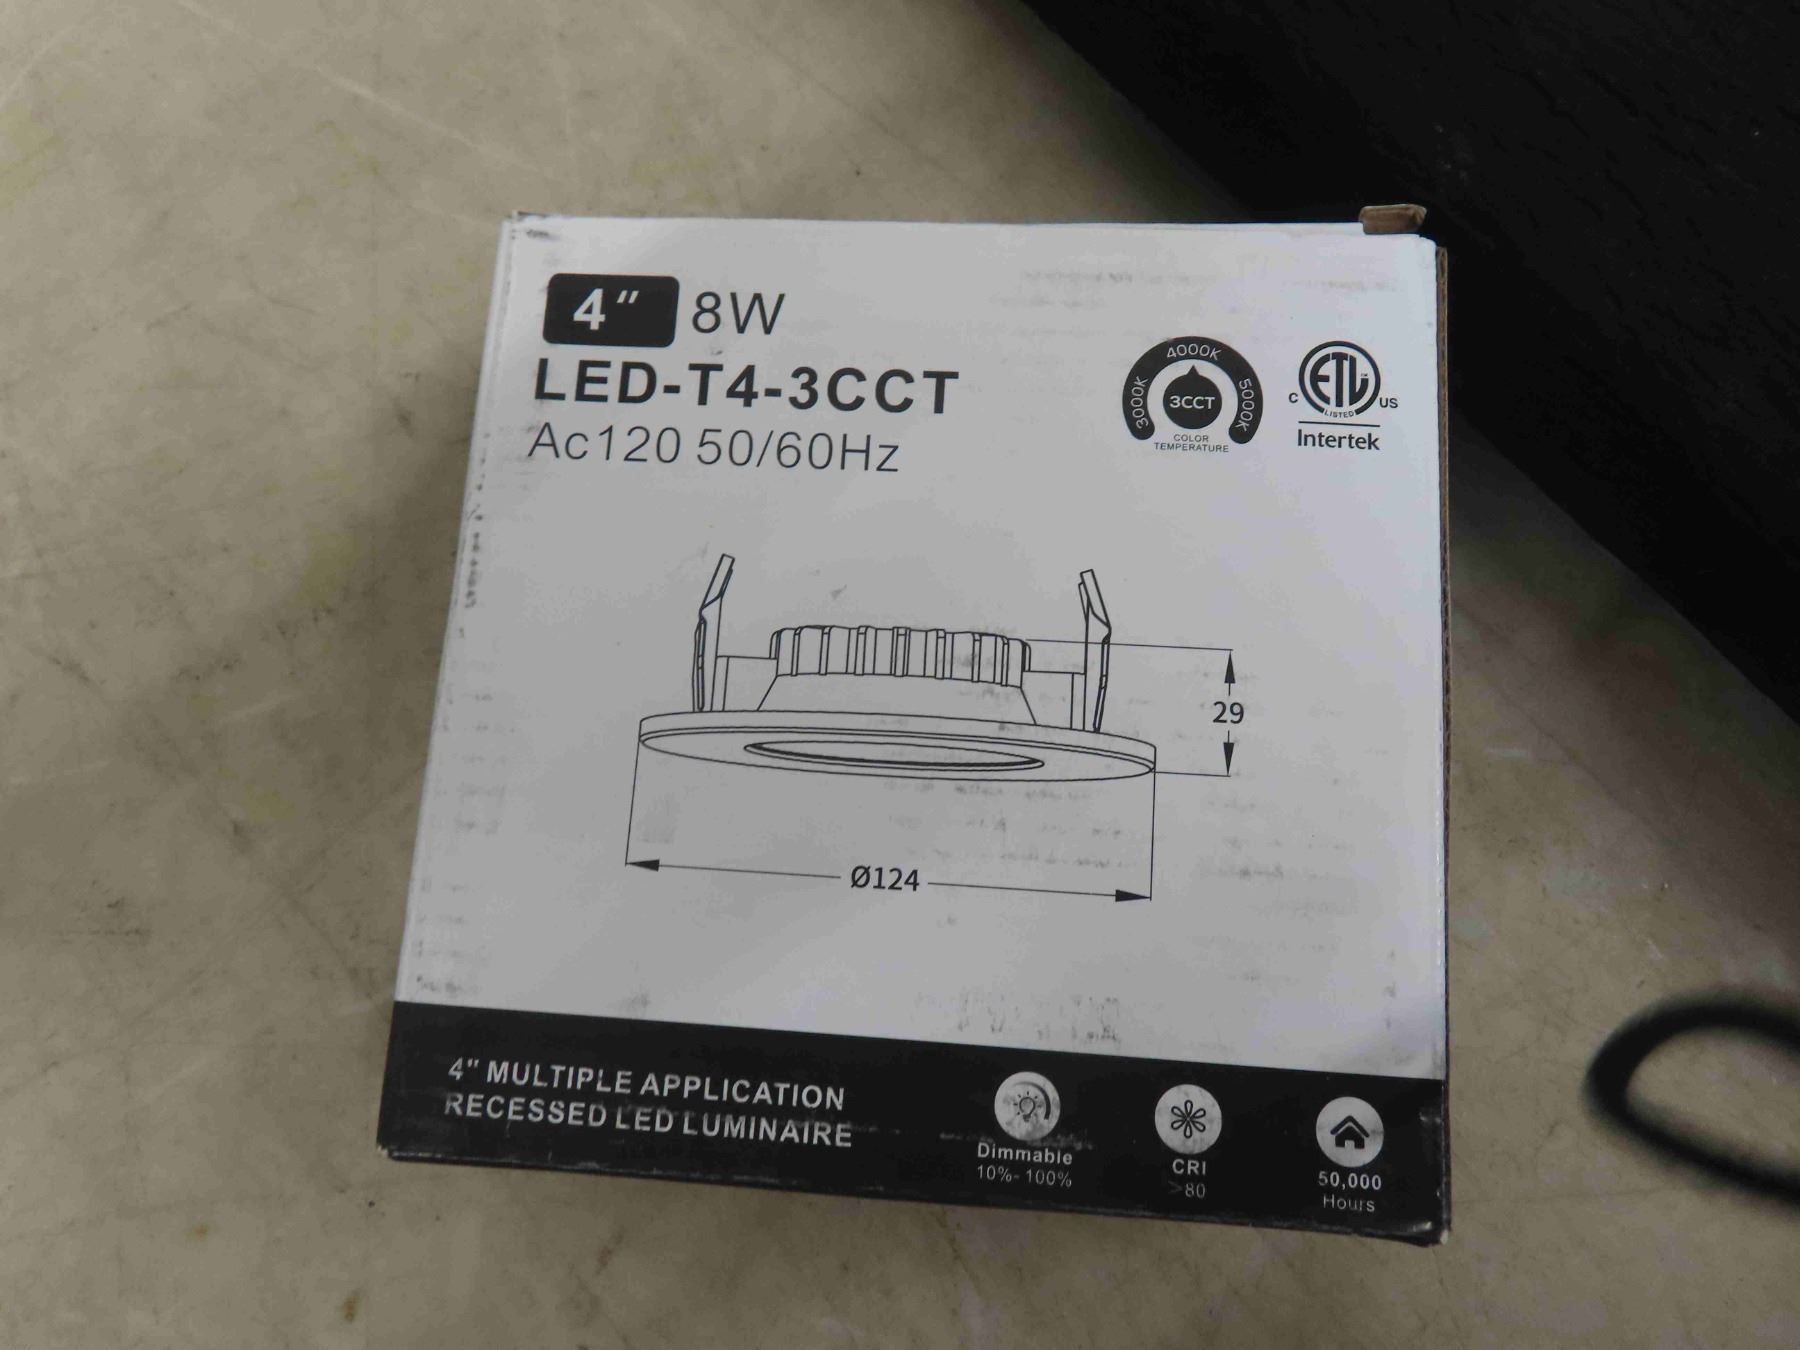 4" 8W
LED-T4-3CCT
Ac120 50/60Hz
3000K 4000K 5000K
3CCT
COLOR
TEMPERATURE
ETL
C LISTED US
Intertek
29
Ø124
4" MULTIPLE APPLICATION
RECESSED LED LUMINAIRE
Dimmable
10%-100%
CRI
>80
50,000
Hours